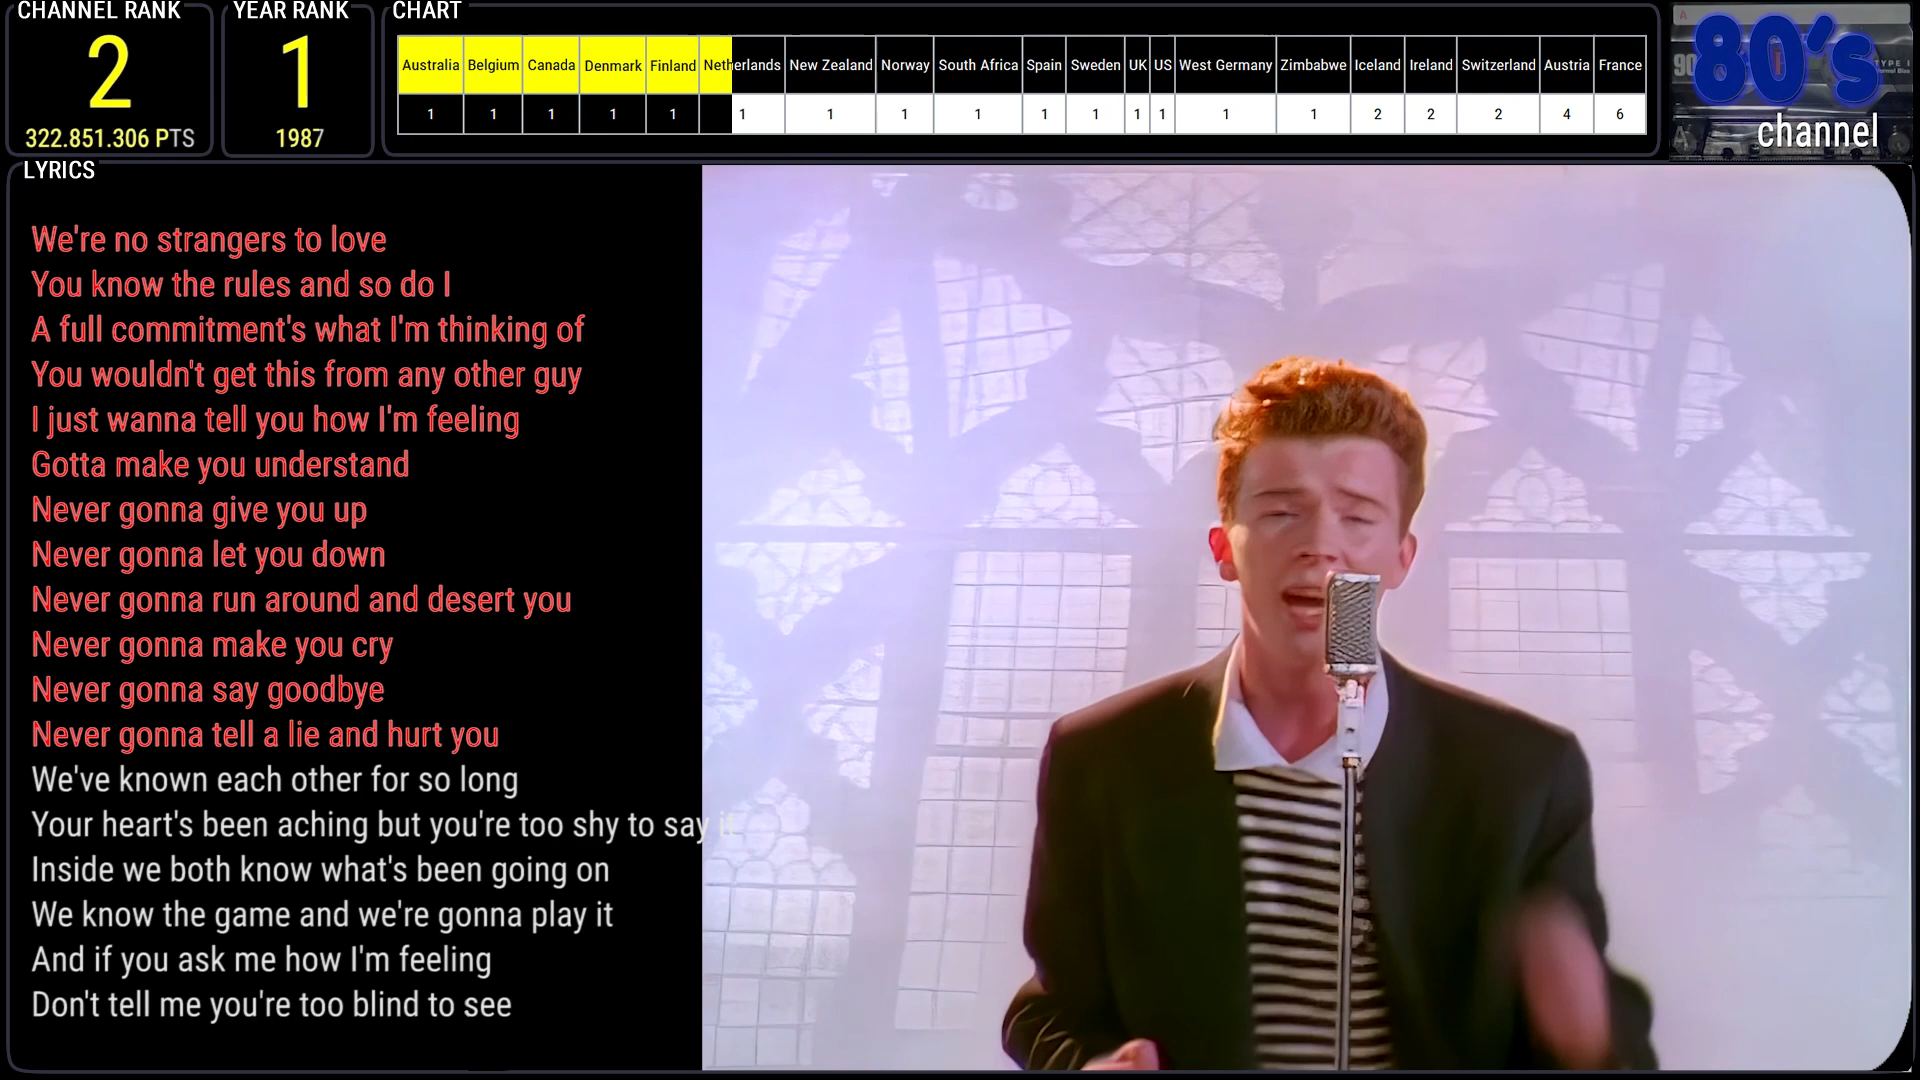 CHANNEL RANK
2
322.851.306 PTS
YEAR RANK
1
1987
CHART
Australia Belgium Canada Denmark Finland Netherlands New Zealand Norway South Africa Spain Sweden UK US West Germany Zimbabwe Iceland Ireland Switzerland Austria France
1 1 1 1 1 1 1 1 1 1 1 1 1 1 1 2 2 2 4 6
A
90
TYPE I
80's
channel
LYRICS
We're no strangers to love
You know the rules and so do I
A full commitment's what I'm thinking of
You wouldn't get this from any other guy
I just wanna tell you how I'm feeling
Gotta make you understand
Never gonna give you up
Never gonna let you down
Never gonna run around and desert you
Never gonna make you cry
Never gonna say goodbye
Never gonna tell a lie and hurt you
We've known each other for so long
Your heart's been aching but you're too shy to say it
Inside we both know what's been going on
We know the game and we're gonna play it
And if you ask me how I'm feeling
Don't tell me you're too blind to see